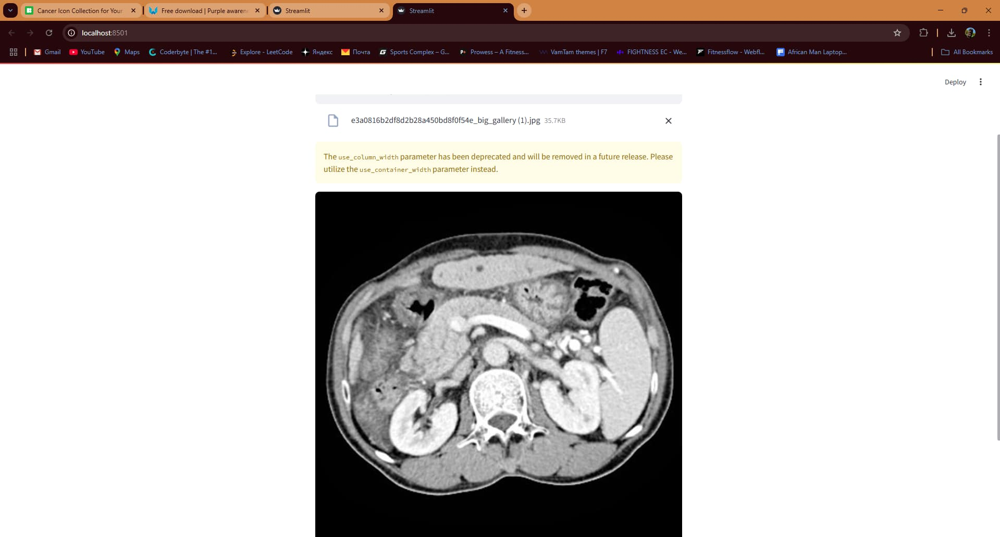 Cancer Icon Collection for Your
Free download | Purple awaren
Streamlit
Streamlit
localhost:8501
Gmail
YouTube
Maps
Coderbyte | The #1...
Explore - LeetCode
Яндекс
Почта
Sports Complex – G...
Prowess – A Fitness...
VamTam themes | F7
FIGHTNESS EC - We...
Fitnessflow - Webfl...
African Man Laptop...
All Bookmarks
Deploy
e3a0816b2df8d2b28a450bd8f0f54e_big_gallery (1).jpg 35.7KB
The use_column_width parameter has been deprecated and will be removed in a future release. Please
utilize the use_container_width parameter instead.